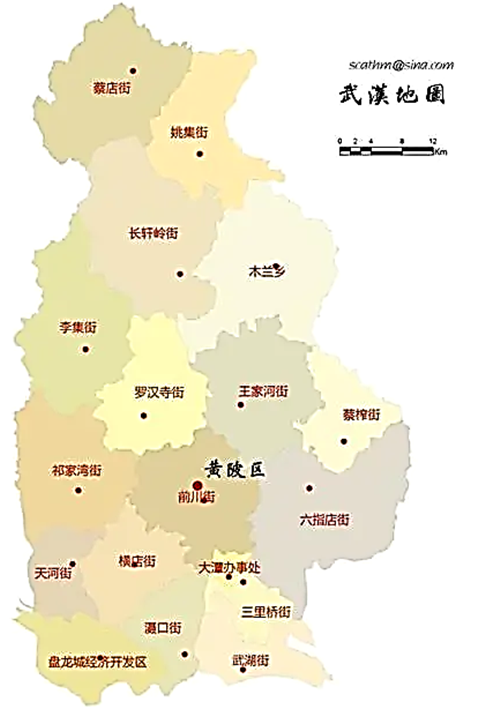 scathm@sina.com
武漢地圖
0 2 4 8 12
Km
蔡店街
姚集街
长轩岭街
木兰乡
李集街
罗汉寺街
王家河街
蔡榨街
祁家湾街
黄陂区
前川街
六指店街
天河街
横店街
大潭办事处
三里桥街
滠口街
盘龙城经济开发区
武湖街